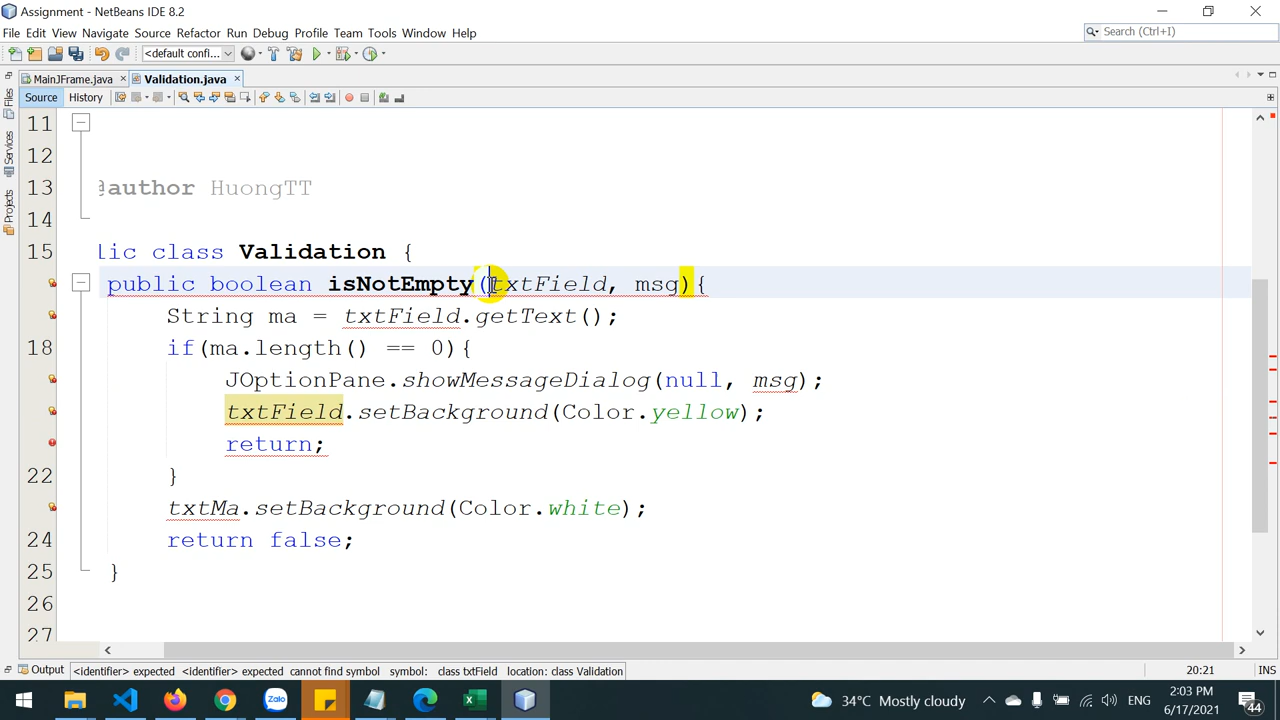 Assignment - NetBeans IDE 8.2
File Edit View Navigate Source Refactor Run Debug Profile Team Tools Window Help
Search (Ctrl+I)
<default confi...
MainJFrame.java
Validation.java
Source History
Files
Services
Projects
11
12
13 @author HuongTT
14
15 lic class Validation {
public boolean isNotEmpty(txtField, msg){
String ma = txtField.getText();
18 if(ma.length() == 0){
JOptionPane.showMessageDialog(null, msg);
txtField.setBackground(Color.yellow);
return;
22 }
txtMa.setBackground(Color.white);
24 return false;
25 }
26
27
Output
<identifier> expected <identifier> expected cannot find symbol symbol: class txtField location: class Validation
20:21
INS
Zalo
34°C Mostly cloudy
ENG
2:03 PM
6/17/2021
44